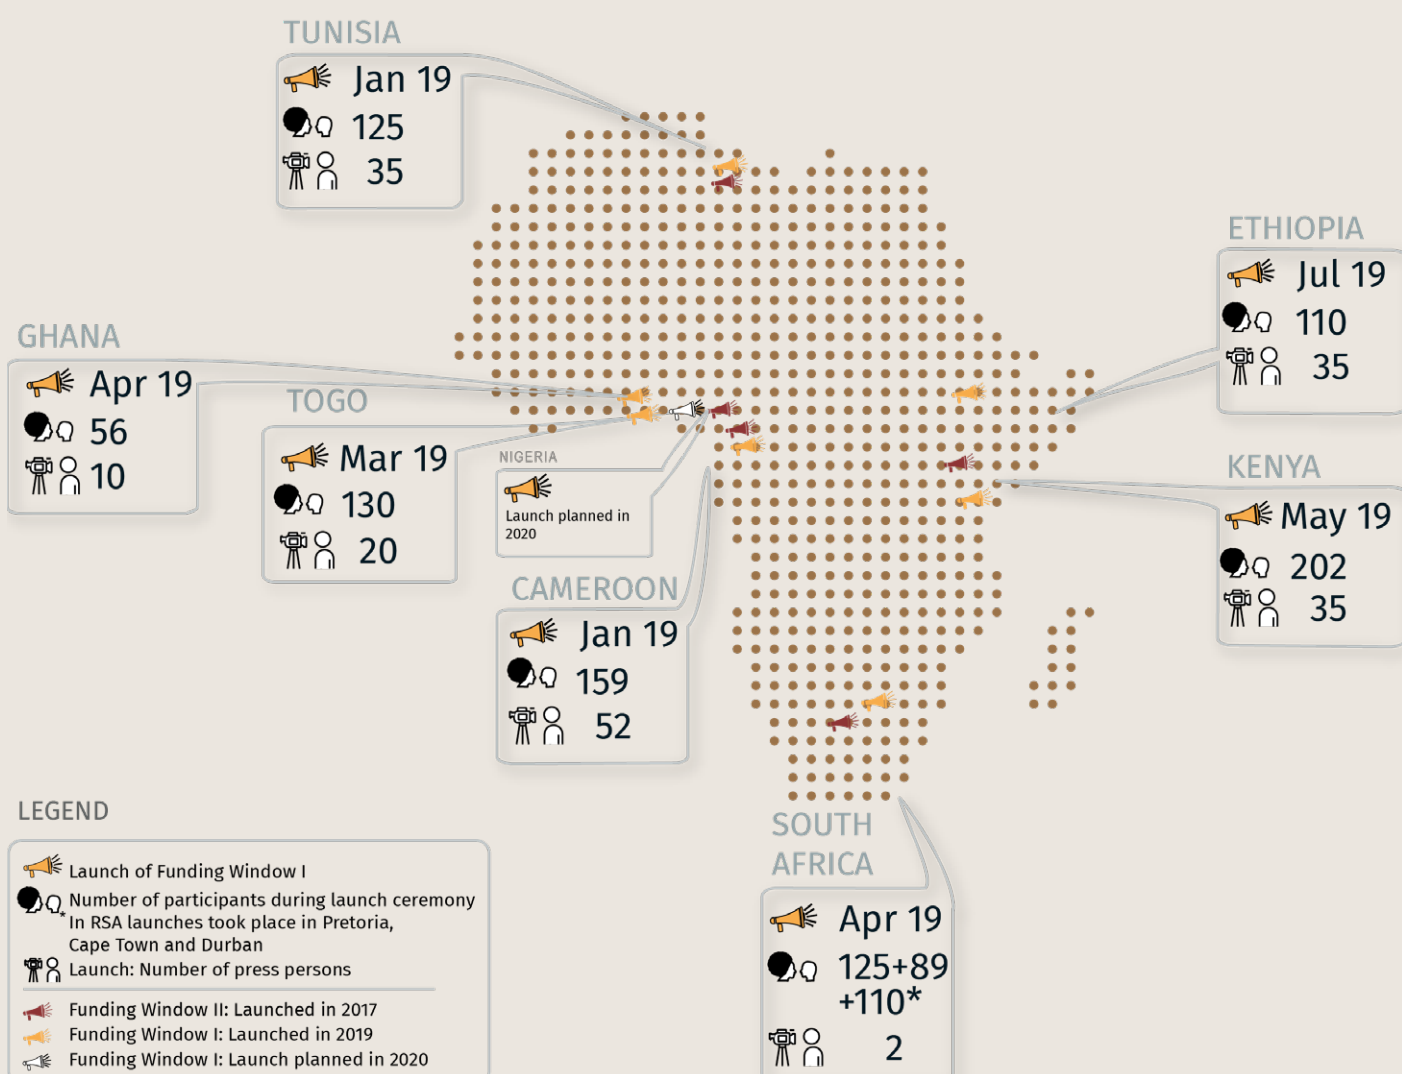 TUNISIA
Jan 19
125
35
ETHIOPIA
Jul 19
110
35
GHANA
Apr 19
56
10
TOGO
Mar 19
130
20
NIGERIA
Launch planned in
2020
KENYA
May 19
202
35
CAMEROON
Jan 19
159
52
SOUTH
AFRICA
Apr 19
125+89
+110*
2
LEGEND
Launch of Funding Window I
Number of participants during launch ceremony
*In RSA launches took place in Pretoria,
Cape Town and Durban
Launch: Number of press persons
Funding Window II: Launched in 2017
Funding Window I: Launched in 2019
Funding Window I: Launch planned in 2020